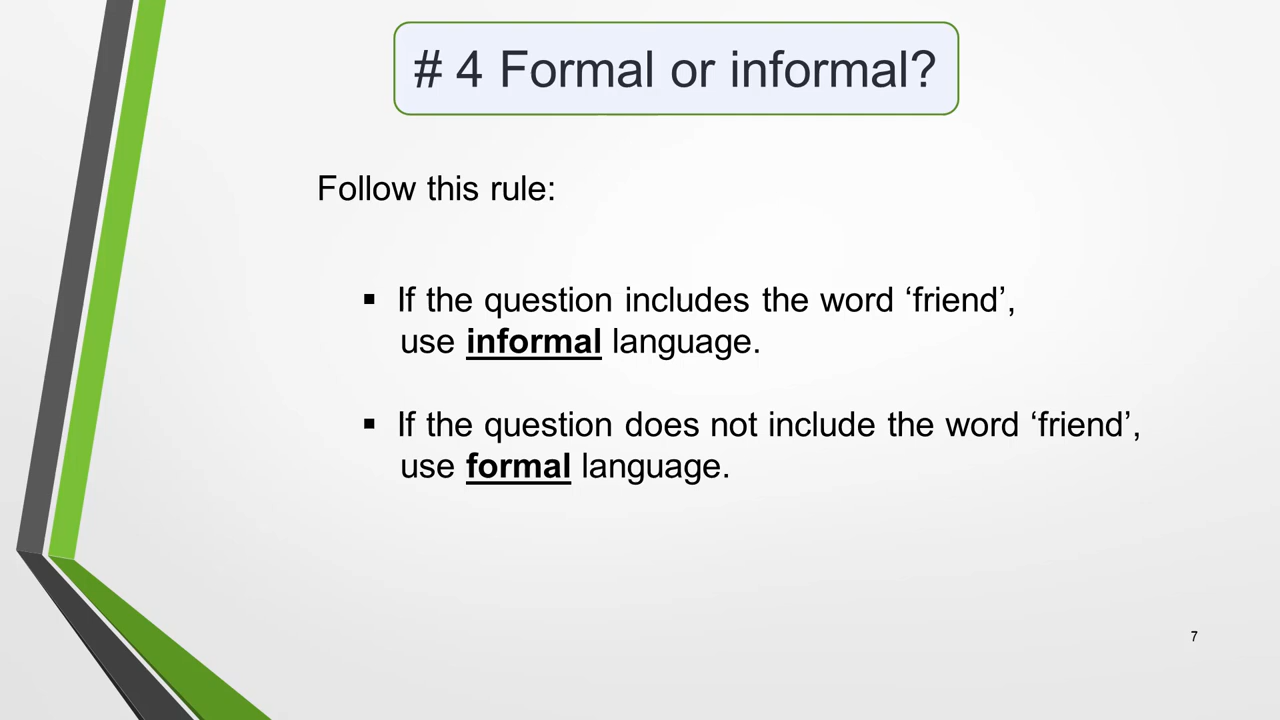 # 4 Formal or informal?
Follow this rule:
▪ If the question includes the word ‘friend’,
use informal language.
▪ If the question does not include the word ‘friend’,
use formal language.
7